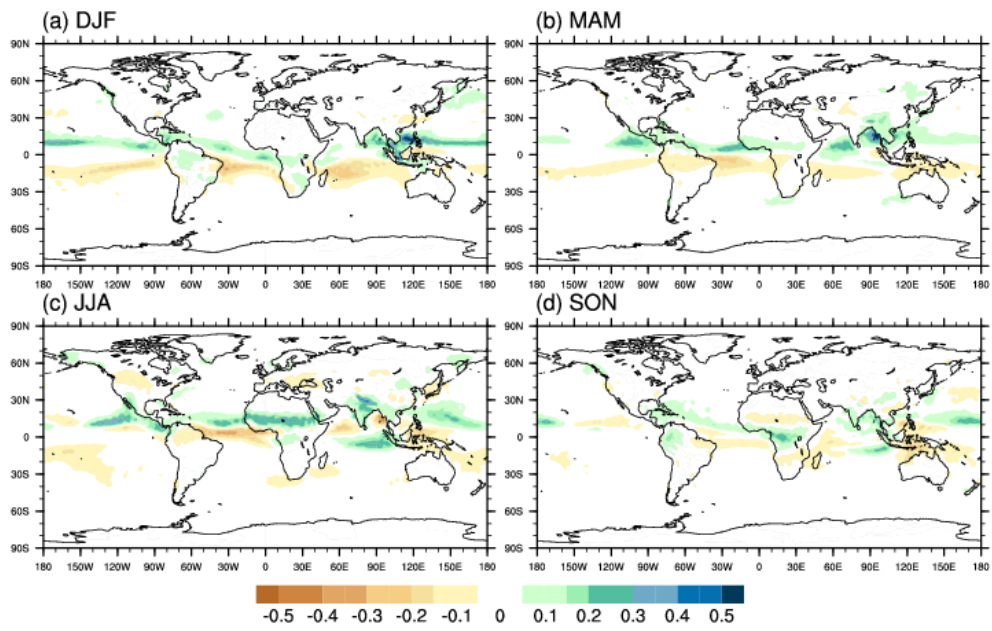 (a) DJF (b) MAM
90N 90N
60N 60N
30N 30N
0 0
30S 30S
60S 60S
90S 90S
180 150W 120W 90W 60W 30W 0 30E 60E 90E 120E 150E 180 180 150W 120W 90W 60W 30W 0 30E 60E 90E 120E 150E 180
(c) JJA (d) SON
90N 90N
60N 60N
30N 30N
0 0
30S 30S
60S 60S
90S 90S
180 150W 120W 90W 60W 30W 0 30E 60E 90E 120E 150E 180 180 150W 120W 90W 60W 30W 0 30E 60E 90E 120E 150E 180
-0.5 -0.4 -0.3 -0.2 -0.1 0 0.1 0.2 0.3 0.4 0.5